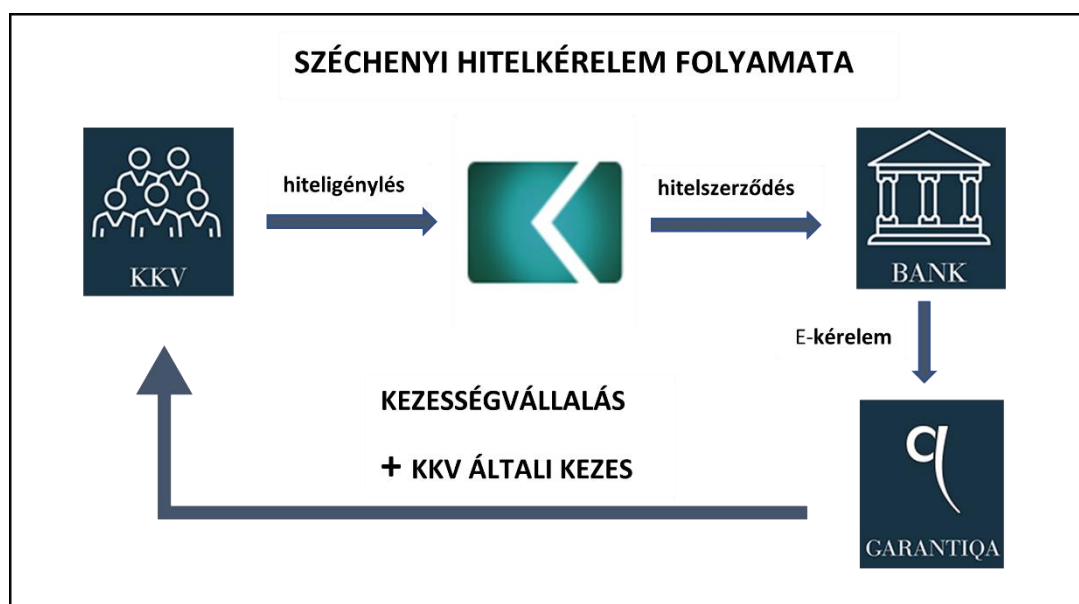 SZÉCHENYI HITELKÉRELEM FOLYAMATA
KKV
hiteligénylés
hitelszerződés
BANK
E-kérelem
KEZESSÉGVÁLLALÁS
+ KKV ÁLTALI KEZES
GARANTIQA